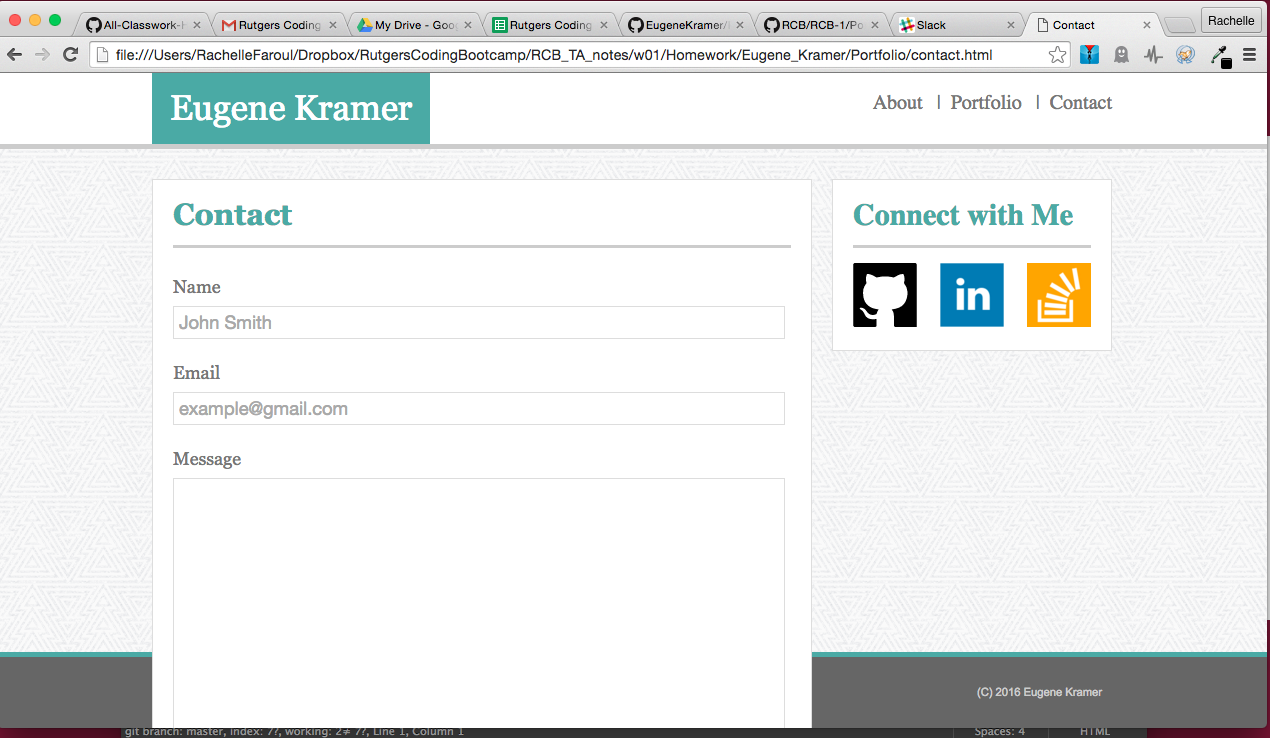 All-Classwork-H
Rutgers Coding
My Drive - Goog
Rutgers Coding
EugeneKramer/
RCB/RCB-1/Po
Slack
Contact
Rachelle
file:///Users/RachelleFaroul/Dropbox/RutgersCodingBootcamp/RCB_TA_notes/w01/Homework/Eugene_Kramer/Portfolio/contact.html
Eugene Kramer
About | Portfolio | Contact
Contact
Name
John Smith
Email
example@gmail.com
Message
Connect with Me
in
(C) 2016 Eugene Kramer
git branch: master, index: 7?, working: 2≠ 7?, Line 1, Column 1
Spaces: 4
HTML